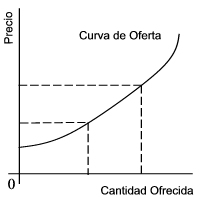 Precio
Curva de Oferta
0
Cantidad Ofrecida